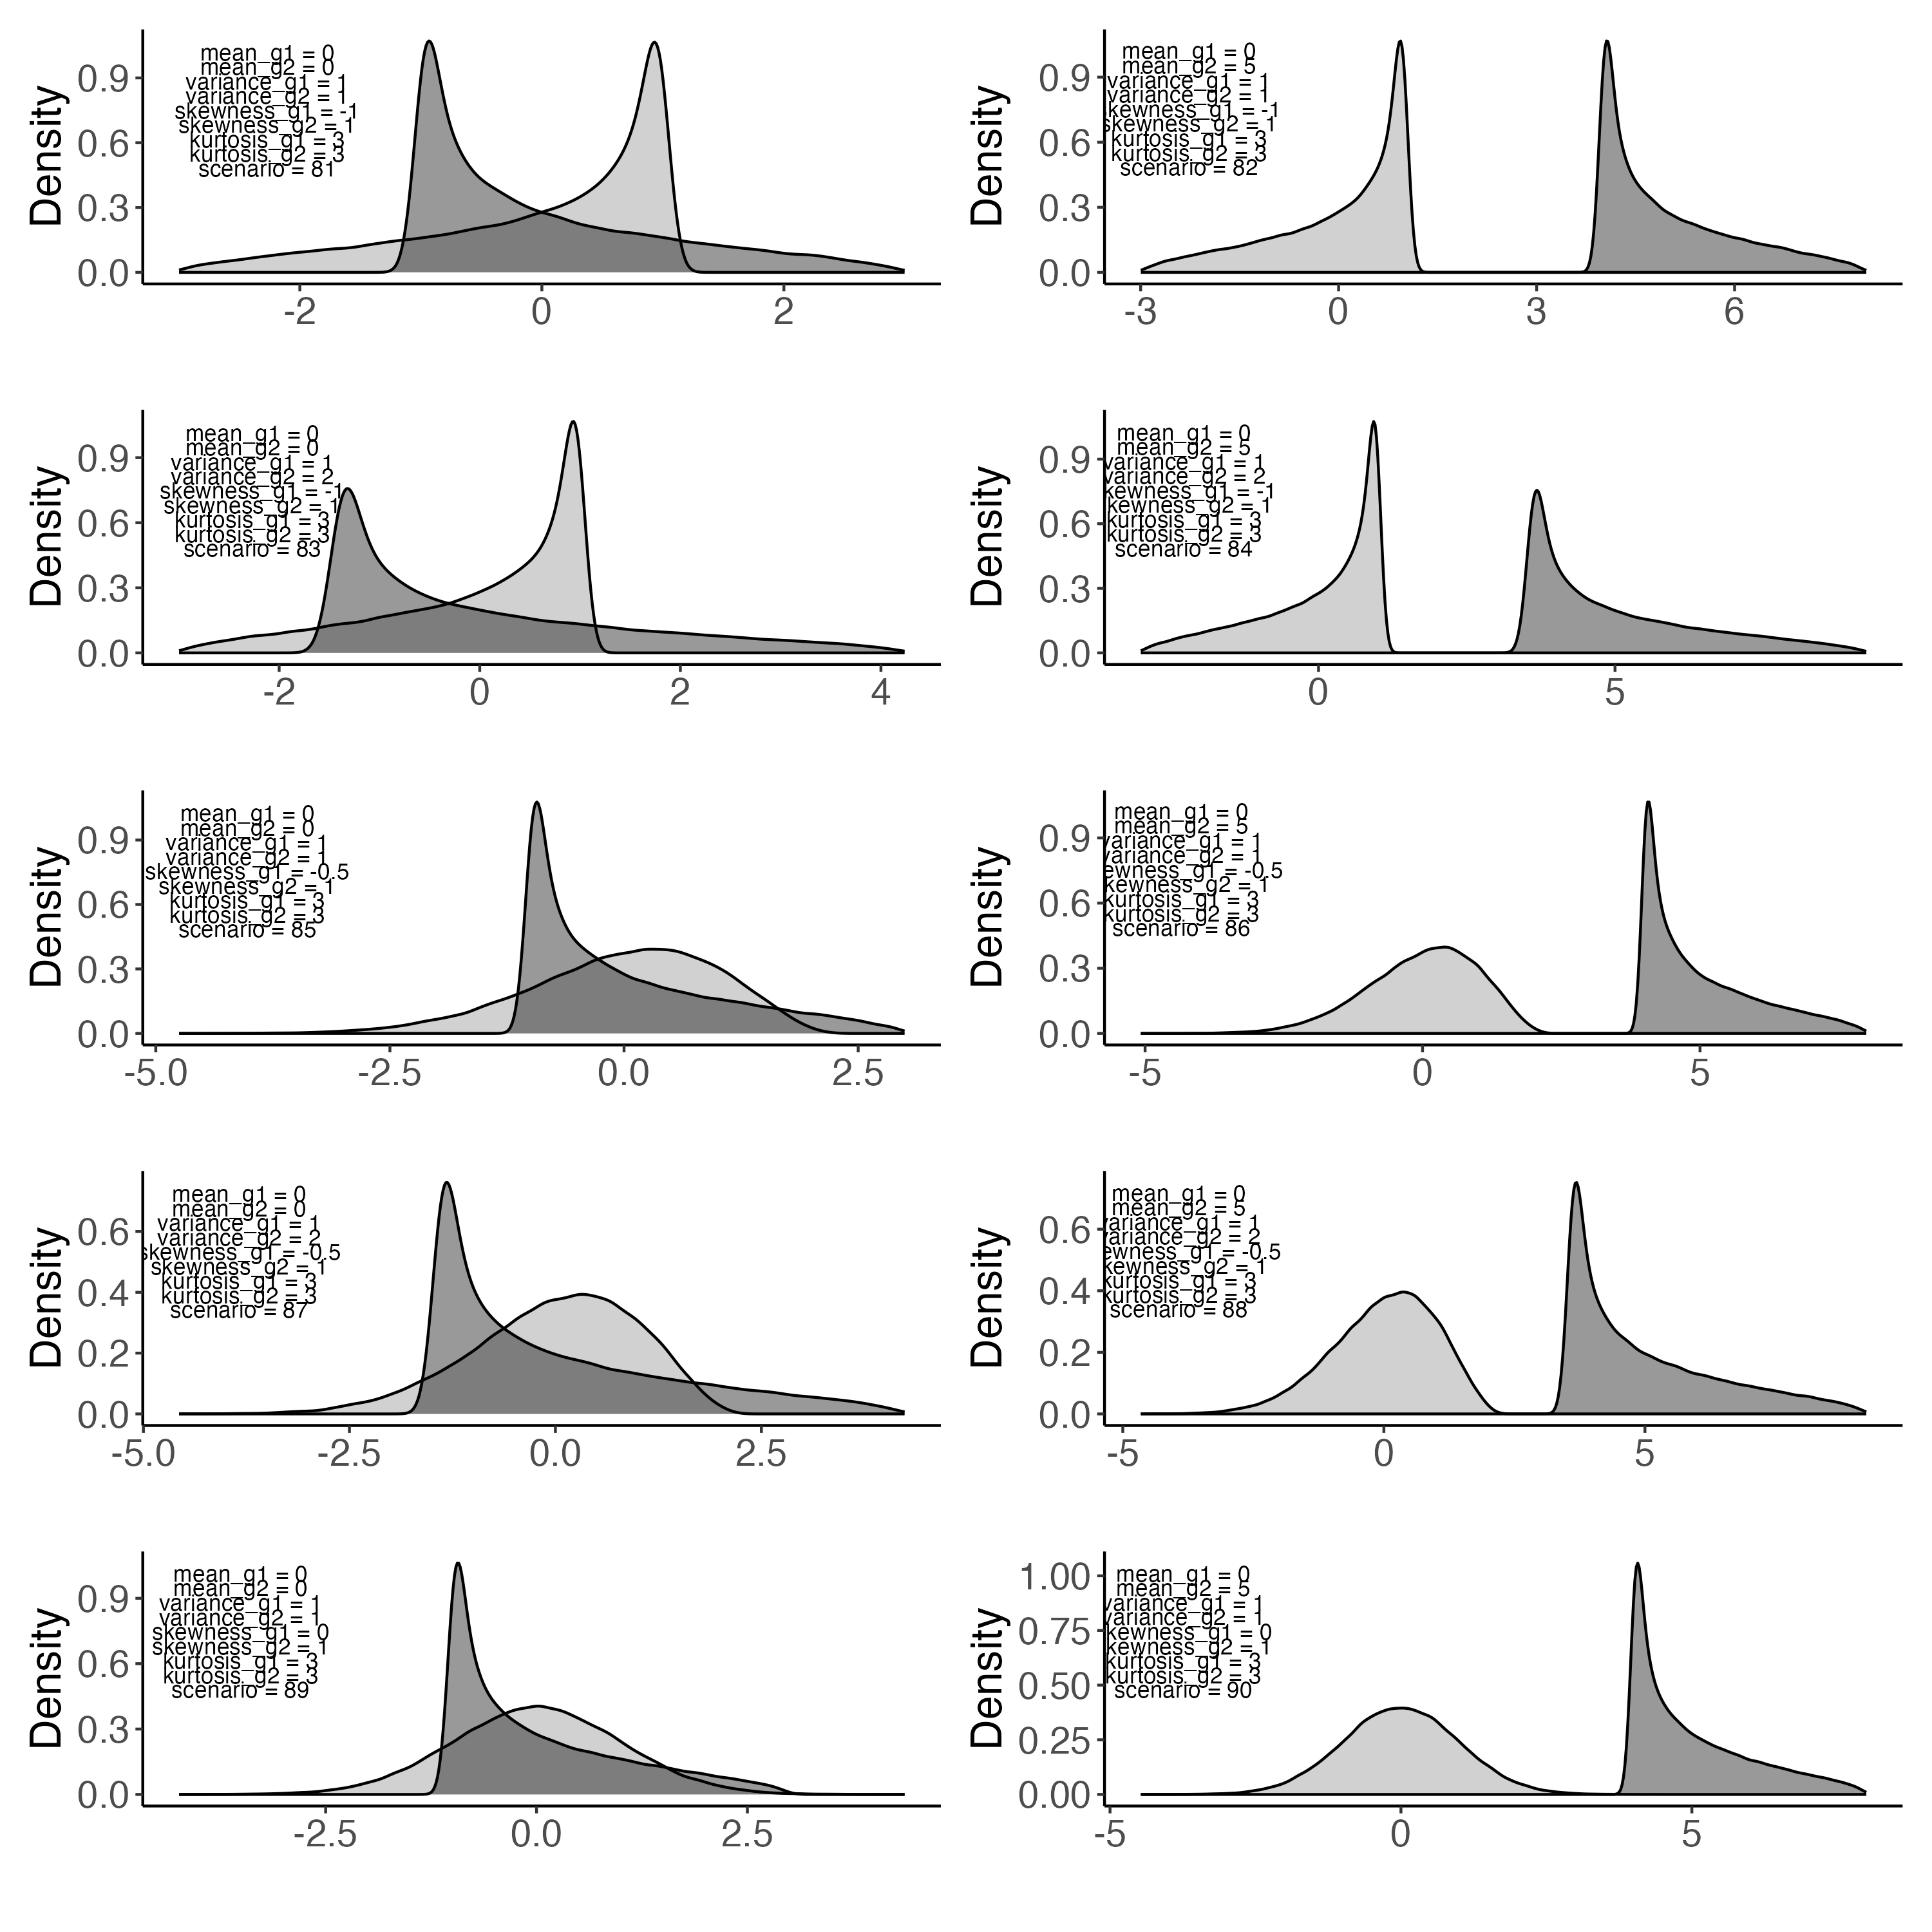 mean_g1 = 0
mean_g2 = 0
variance_g1 = 1
variance_g2 = 1
skewness_g1 = -1
skewness_g2 = 1
kurtosis_g1 = 3
kurtosis_g2 = 3
scenario = 81
Density
0.9
0.6
0.3
0.0
-2 0 2
mean_g1 = 0
mean_g2 = 5
variance_g1 = 1
variance_g2 = 1
kewness_g1 = -1
skewness_g2 = 1
kurtosis_g1 = 3
kurtosis_g2 = 3
scenario = 82
Density
0.9
0.6
0.3
0.0
-3 0 3 6
mean_g1 = 0
mean_g2 = 0
variance_g1 = 1
variance_g2 = 2
skewness_g1 = -1
skewness_g2 = 1
kurtosis_g1 = 3
kurtosis_g2 = 3
scenario = 83
Density
0.9
0.6
0.3
0.0
-2 0 2 4
mean_g1 = 0
mean_g2 = 5
variance_g1 = 1
variance_g2 = 2
kewness_g1 = -1
kewness_g2 = 1
kurtosis_g1 = 3
kurtosis_g2 = 3
scenario = 84
Density
0.9
0.6
0.3
0.0
0 5
mean_g1 = 0
mean_g2 = 0
variance_g1 = 1
variance_g2 = 1
skewness_g1 = -0.5
skewness_g2 = 1
kurtosis_g1 = 3
kurtosis_g2 = 3
scenario = 85
Density
0.9
0.6
0.3
0.0
-5.0 -2.5 0.0 2.5
mean_g1 = 0
mean_g2 = 5
variance_g1 = 1
variance_g2 = 1
ewness_g1 = -0.5
kewness_g2 = 1
kurtosis_g1 = 3
kurtosis_g2 = 3
scenario = 86
Density
0.9
0.6
0.3
0.0
-5 0 5
mean_g1 = 0
mean_g2 = 0
variance_g1 = 1
variance_g2 = 2
skewness_g1 = -0.5
skewness_g2 = 1
kurtosis_g1 = 3
kurtosis_g2 = 3
scenario = 87
Density
0.6
0.4
0.2
0.0
-5.0 -2.5 0.0 2.5
mean_g1 = 0
mean_g2 = 5
variance_g1 = 1
variance_g2 = 2
ewness_g1 = -0.5
kewness_g2 = 1
kurtosis_g1 = 3
kurtosis_g2 = 3
scenario = 88
Density
0.6
0.4
0.2
0.0
-5 0 5
mean_g1 = 0
mean_g2 = 0
variance_g1 = 1
variance_g2 = 1
skewness_g1 = 0
skewness_g2 = 1
kurtosis_g1 = 3
kurtosis_g2 = 3
scenario = 89
Density
0.9
0.6
0.3
0.0
-2.5 0.0 2.5
mean_g1 = 0
mean_g2 = 5
variance_g1 = 1
variance_g2 = 1
kewness_g1 = 0
kewness_g2 = 1
kurtosis_g1 = 3
kurtosis_g2 = 3
scenario = 90
Density
1.00
0.75
0.50
0.25
0.00
-5 0 5